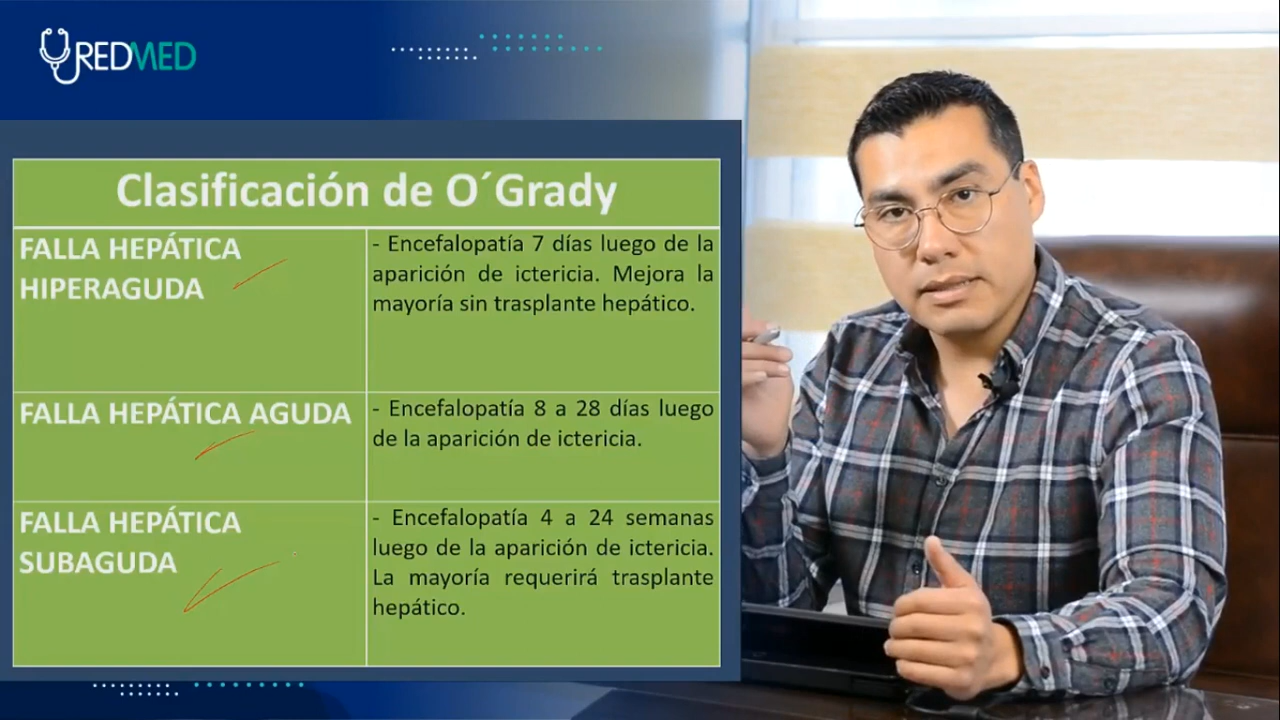 REDMED
Clasificación de O´Grady
FALLA HEPÁTICA
HIPERAGUDA
- Encefalopatía 7 días luego de la
aparición de ictericia. Mejora la
mayoría sin trasplante hepático.
FALLA HEPÁTICA AGUDA
- Encefalopatía 8 a 28 días luego
de la aparición de ictericia.
FALLA HEPÁTICA
SUBAGUDA
- Encefalopatía 4 a 24 semanas
luego de la aparición de ictericia.
La mayoría requerirá trasplante
hepático.